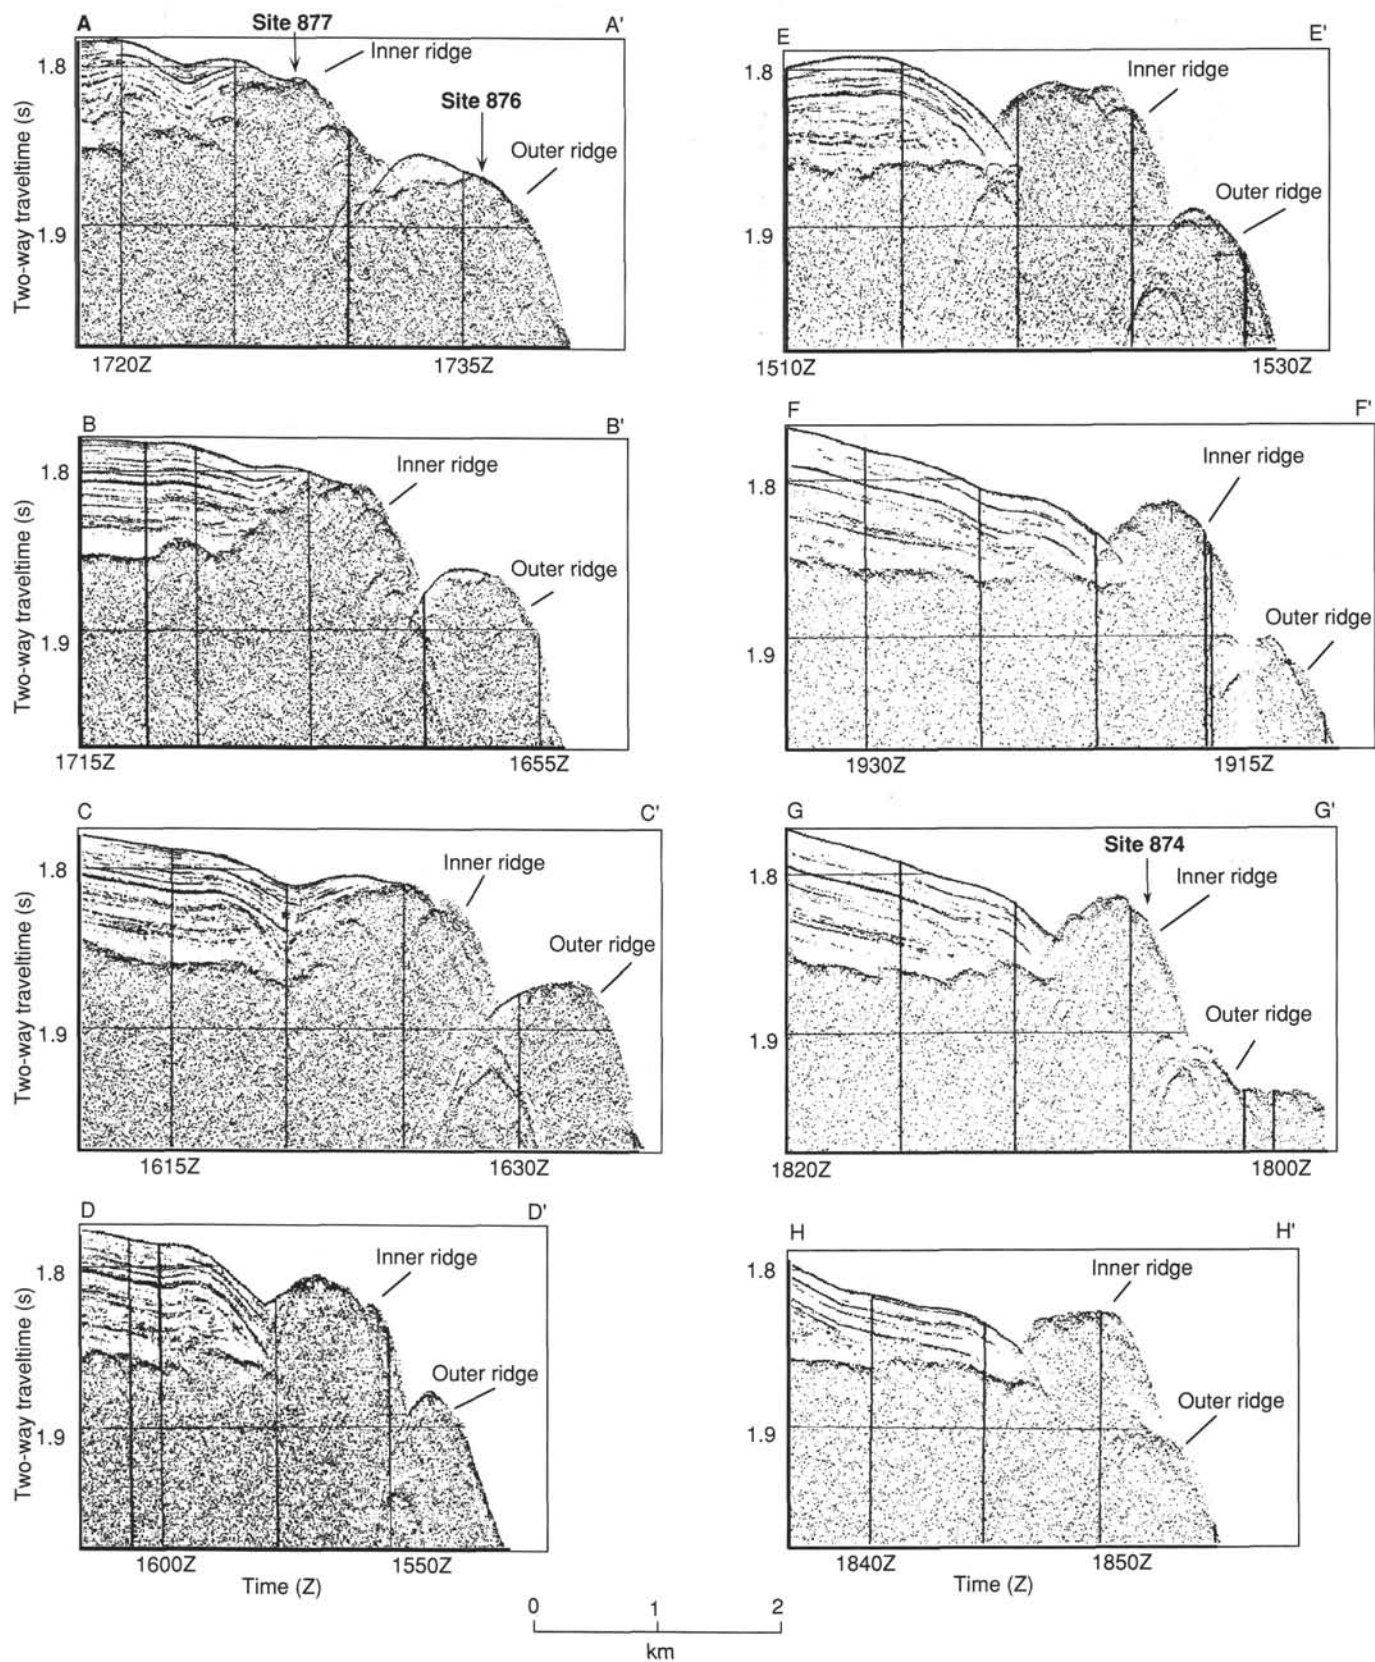 A Site 877 A'
Inner ridge
1.8
Site 876
Outer ridge
1.9
Two-way traveltime (s)
1720Z 1735Z
E E'
1.8
Inner ridge
Outer ridge
1.9
1510Z 1530Z
B B'
1.8
Inner ridge
Outer ridge
1.9
Two-way traveltime (s)
1715Z 1655Z
F F'
1.8
Inner ridge
Outer ridge
1.9
1930Z 1915Z
C C'
1.8
Inner ridge
Outer ridge
1.9
Two-way traveltime (s)
1615Z 1630Z
G G'
Site 874
1.8
Inner ridge
Outer ridge
1.9
1820Z 1800Z
D D'
1.8
Inner ridge
Outer ridge
1.9
Two-way traveltime (s)
1600Z 1550Z
Time (Z)
H H'
1.8
Inner ridge
Outer ridge
1.9
1840Z 1850Z
Time (Z)
0 1 2
km